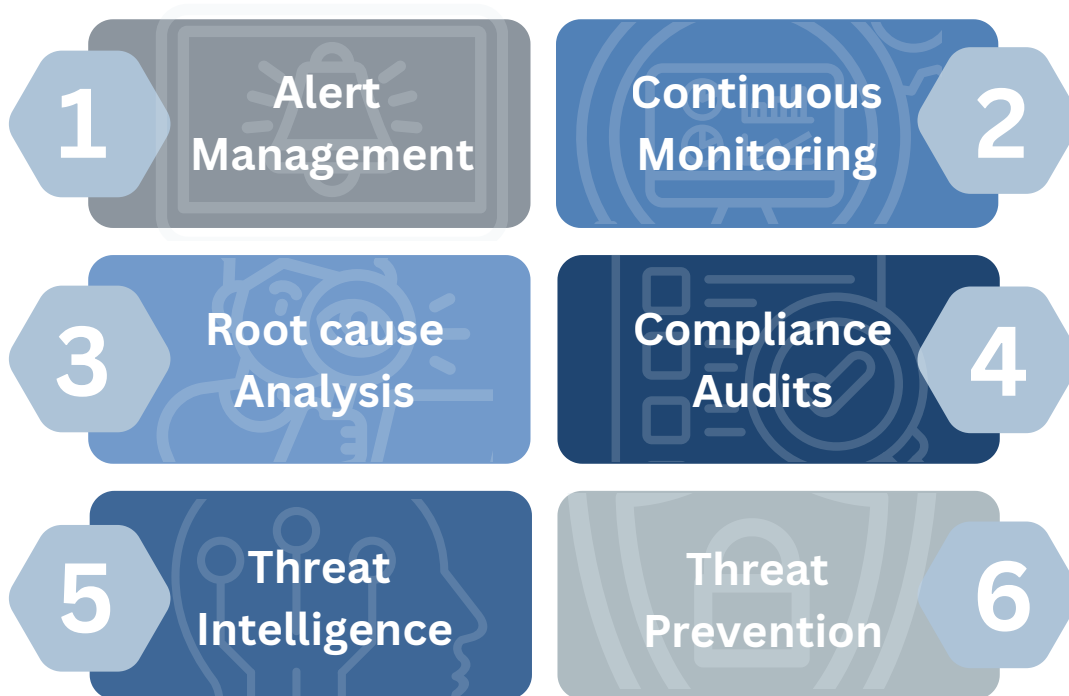 1
Alert
Management
Continuous
Monitoring
2
3
Root cause
Analysis
Compliance
Audits
4
5
Threat
Intelligence
Threat
Prevention
6